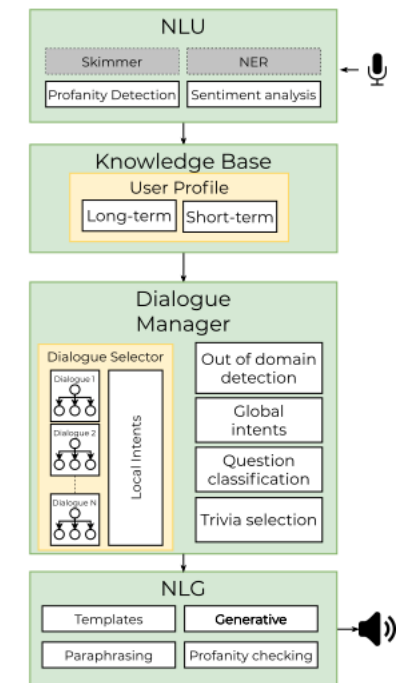 NLU
Skimmer
NER
Profanity Detection
Sentiment analysis
Knowledge Base
User Profile
Long-term
Short-term
Dialogue
Manager
Dialogue Selector
Dialogue 1
Dialogue 2
Dialogue N
Local Intents
Out of domain
detection
Global
intents
Question
classification
Trivia selection
NLG
Templates
Generative
Paraphrasing
Profanity checking